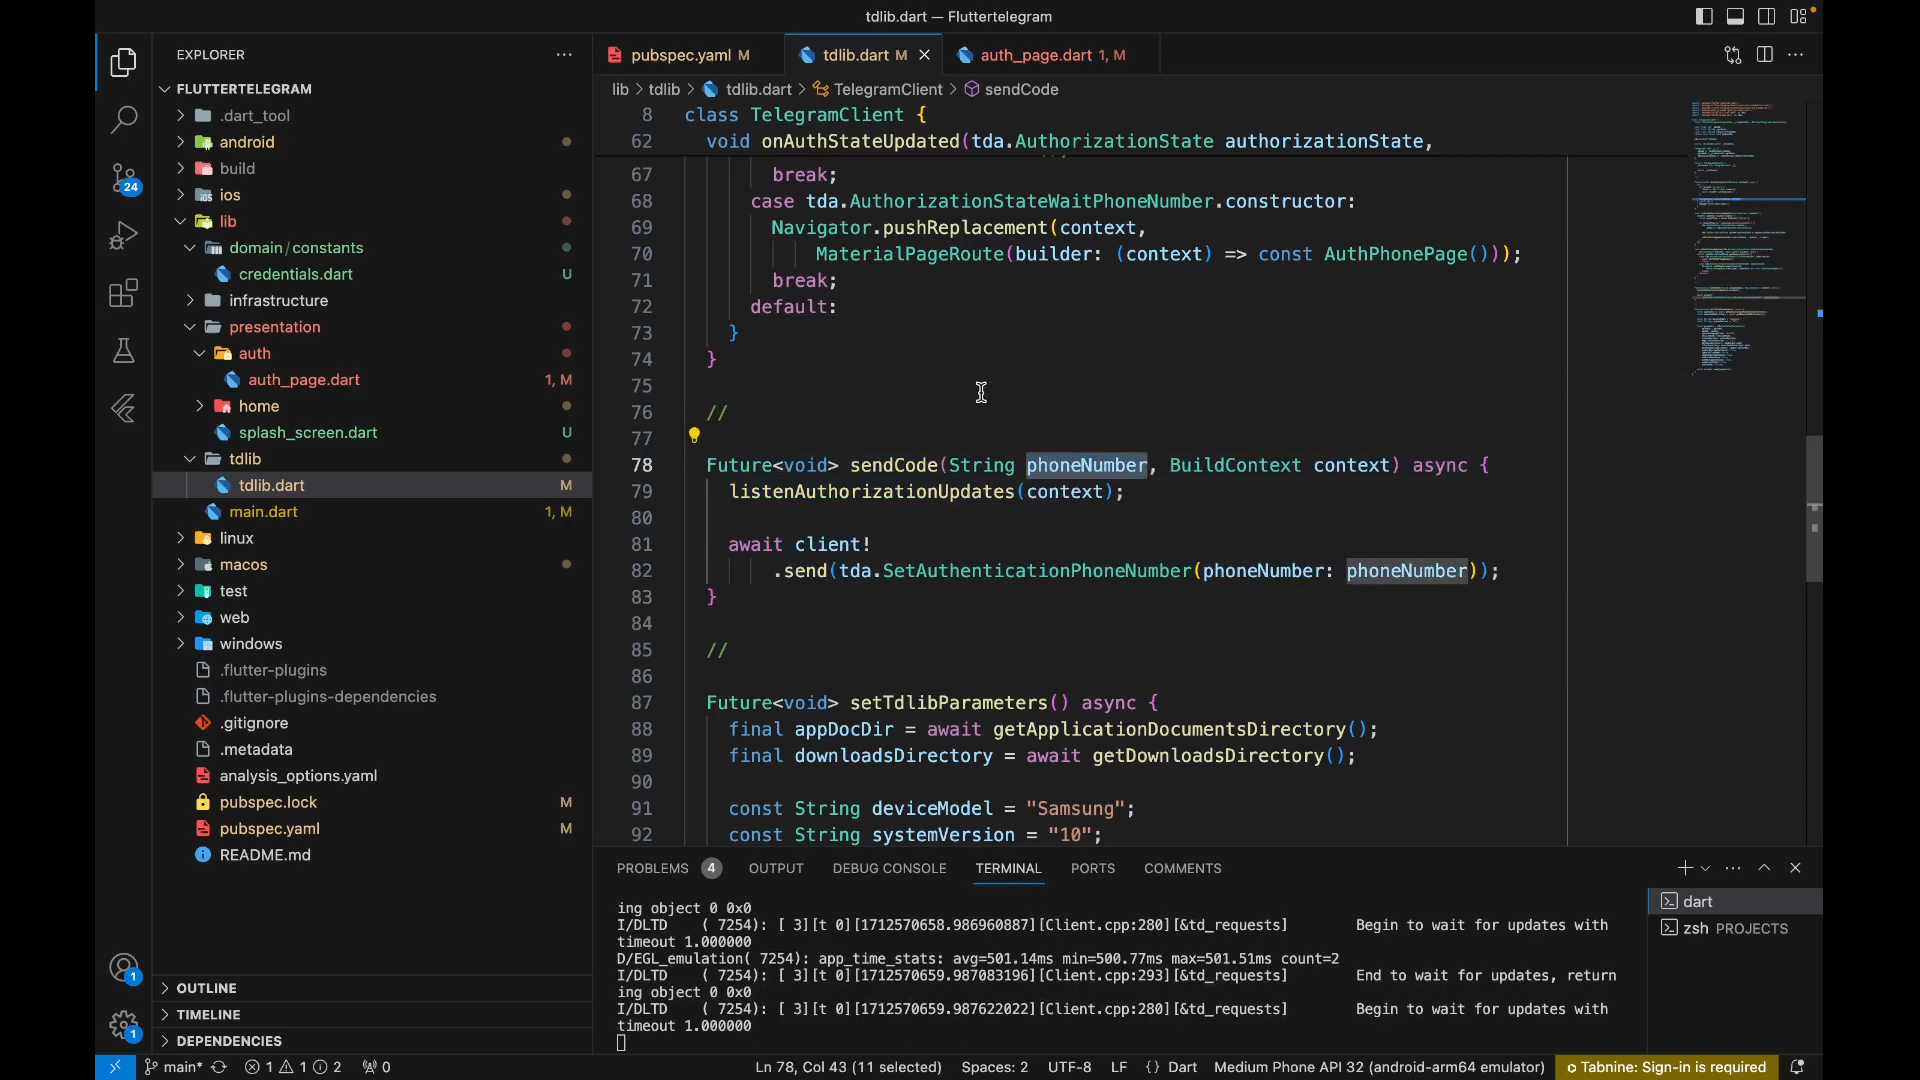 tdlib.dart — Fluttertelegram
EXPLORER
FLUTTERTELEGRAM
.dart_tool
android
build
ios
lib
domain/constants
credentials.dart U
infrastructure
presentation
auth
auth_page.dart 1, M
home
splash_screen.dart U
tdlib
tdlib.dart M
main.dart 1, M
linux
macos
test
web
windows
.flutter-plugins
.flutter-plugins-dependencies
.gitignore
.metadata
analysis_options.yaml
pubspec.lock M
pubspec.yaml M
README.md
OUTLINE
TIMELINE
DEPENDENCIES
24
1
1
pubspec.yaml M
tdlib.dart M
auth_page.dart 1, M
lib > tdlib > tdlib.dart > TelegramClient > sendCode
8 class TelegramClient {
62 void onAuthStateUpdated(tda.AuthorizationState authorizationState,
67 break;
68 case tda.AuthorizationStateWaitPhoneNumber.constructor:
69 Navigator.pushReplacement(context,
70 MaterialPageRoute(builder: (context) => const AuthPhonePage()));
71 break;
72 default:
73 }
74 }
75
76 //
77
78 Future<void> sendCode(String phoneNumber, BuildContext context) async {
79 listenAuthorizationUpdates(context);
80
81 await client!
82 .send(tda.SetAuthenticationPhoneNumber(phoneNumber: phoneNumber));
83 }
84
85 //
86
87 Future<void> setTdlibParameters() async {
88 final appDocDir = await getApplicationDocumentsDirectory();
89 final downloadsDirectory = await getDownloadsDirectory();
90
91 const String deviceModel = "Samsung";
92 const String systemVersion = "10";
PROBLEMS 4 OUTPUT DEBUG CONSOLE TERMINAL PORTS COMMENTS
ing object 0 0x0
I/DLTD ( 7254): [ 3][t 0][1712570658.986960887][Client.cpp:280][&td_requests] Begin to wait for updates with
timeout 1.000000
D/EGL_emulation( 7254): app_time_stats: avg=501.14ms min=500.77ms max=501.51ms count=2
I/DLTD ( 7254): [ 3][t 0][1712570659.987083196][Client.cpp:293][&td_requests] End to wait for updates, return
ing object 0 0x0
I/DLTD ( 7254): [ 3][t 0][1712570659.987622022][Client.cpp:280][&td_requests] Begin to wait for updates with
timeout 1.000000
dart
zsh PROJECTS
main* 1 1 2 0 Ln 78, Col 43 (11 selected) Spaces: 2 UTF-8 LF {} Dart Medium Phone API 32 (android-arm64 emulator) Tabnine: Sign-in is required